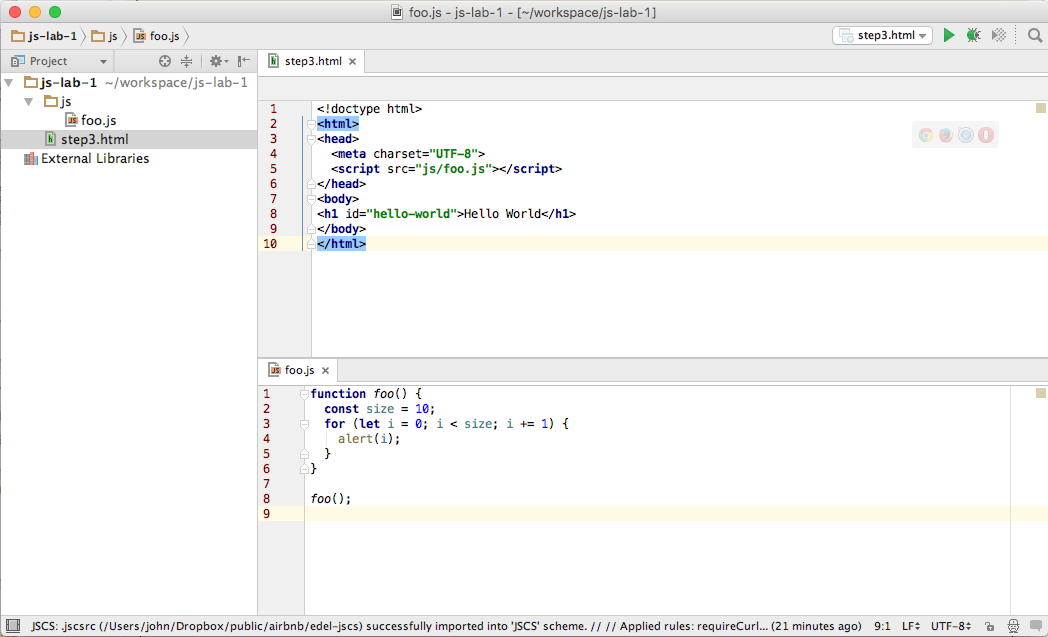 foo.js - js-lab-1 - [~/workspace/js-lab-1]
js-lab-1 js foo.js step3.html
Project
step3.html
js-lab-1 ~/workspace/js-lab-1
js
foo.js
step3.html
External Libraries
1 <!doctype html>
2 <html>
3 <head>
4 <meta charset="UTF-8">
5 <script src="js/foo.js"></script>
6 </head>
7 <body>
8 <h1 id="hello-world">Hello World</h1>
9 </body>
10 </html>
foo.js
1 function foo() {
2 const size = 10;
3 for (let i = 0; i < size; i += 1) {
4 alert(i);
5 }
6 }
7
8 foo();
9
JSCS: .jscsrc (/Users/john/Dropbox/public/airbnb/edel-jscs) successfully imported into 'JSCS' scheme. // // Applied rules: requireCurl... (21 minutes ago) 9:1 LF UTF-8